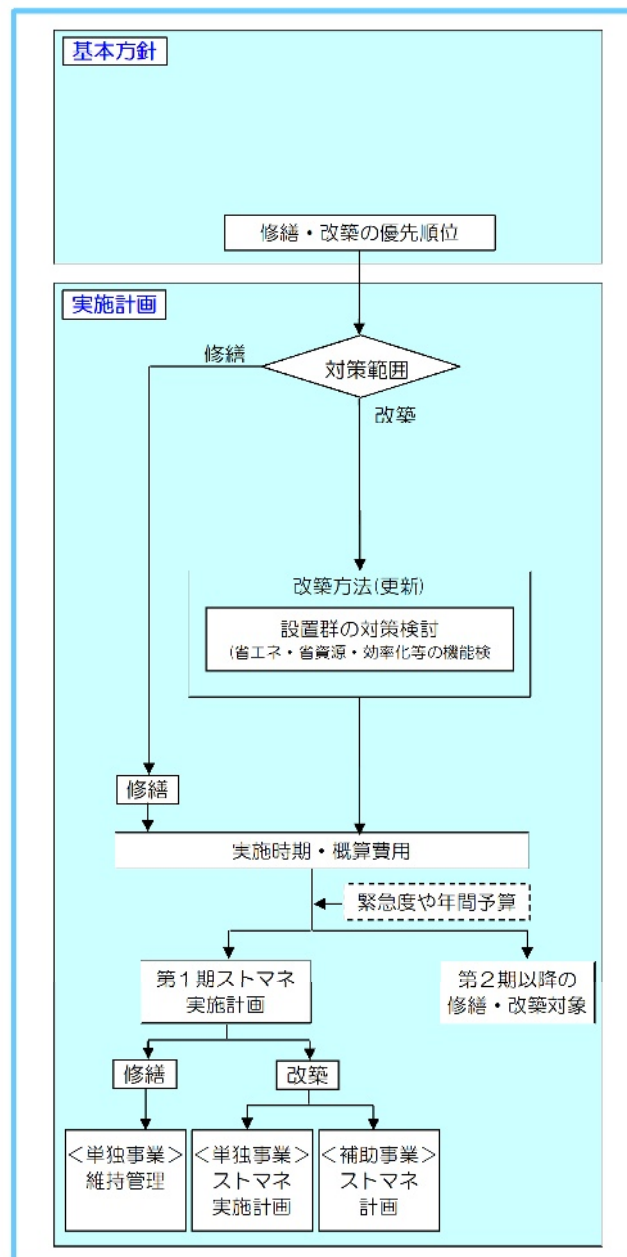 基本方針
修繕・改築の優先順位
実施計画
修繕
対策範囲
改築
改築方法(更新)
設置群の対策検討
(省エネ・省資源・効率化等の機能検
修繕
実施時期・概算費用
緊急度や年間予算
第1期ストマネ
実施計画
第2期以降の
修繕・改築対象
修繕
改築
＜単独事業＞
維持管理
＜単独事業＞
ストマネ
実施計画
＜補助事業＞
ストマネ
計画